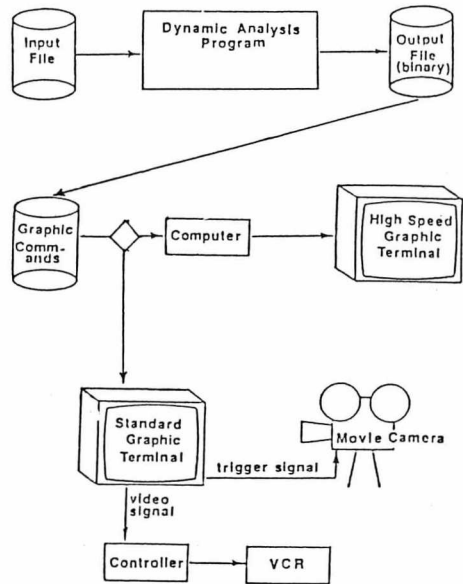 Input
File
Dynamic Analysis
Program
Output
File
(binary)
Graphic
Comm-
ands
Computer
High Speed
Graphic
Terminal
Standard
Graphic
Terminal
Movie Camera
trigger signal
video
signal
Controller
VCR